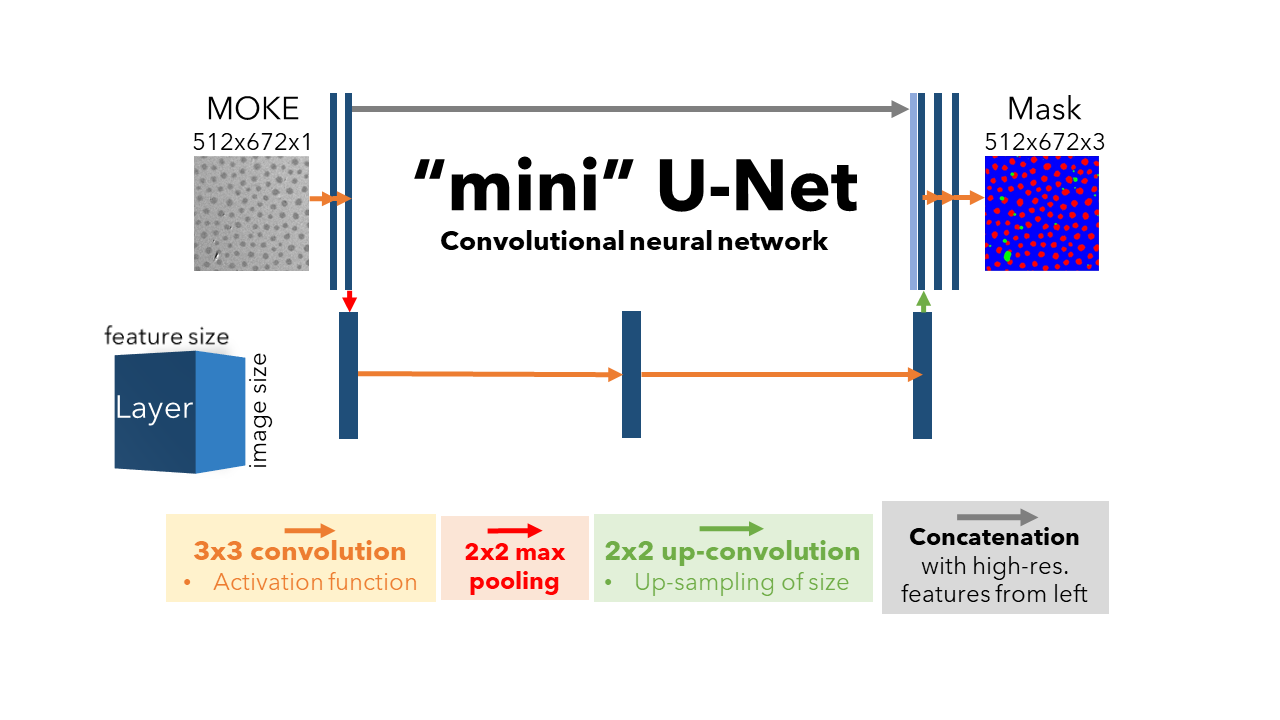 MOKE
512x672x1
Mask
512x672x3
“mini” U-Net
Convolutional neural network
feature size
Layer
image size
3x3 convolution
• Activation function
2x2 max
pooling
2x2 up-convolution
• Up-sampling of size
Concatenation
with high-res.
features from left